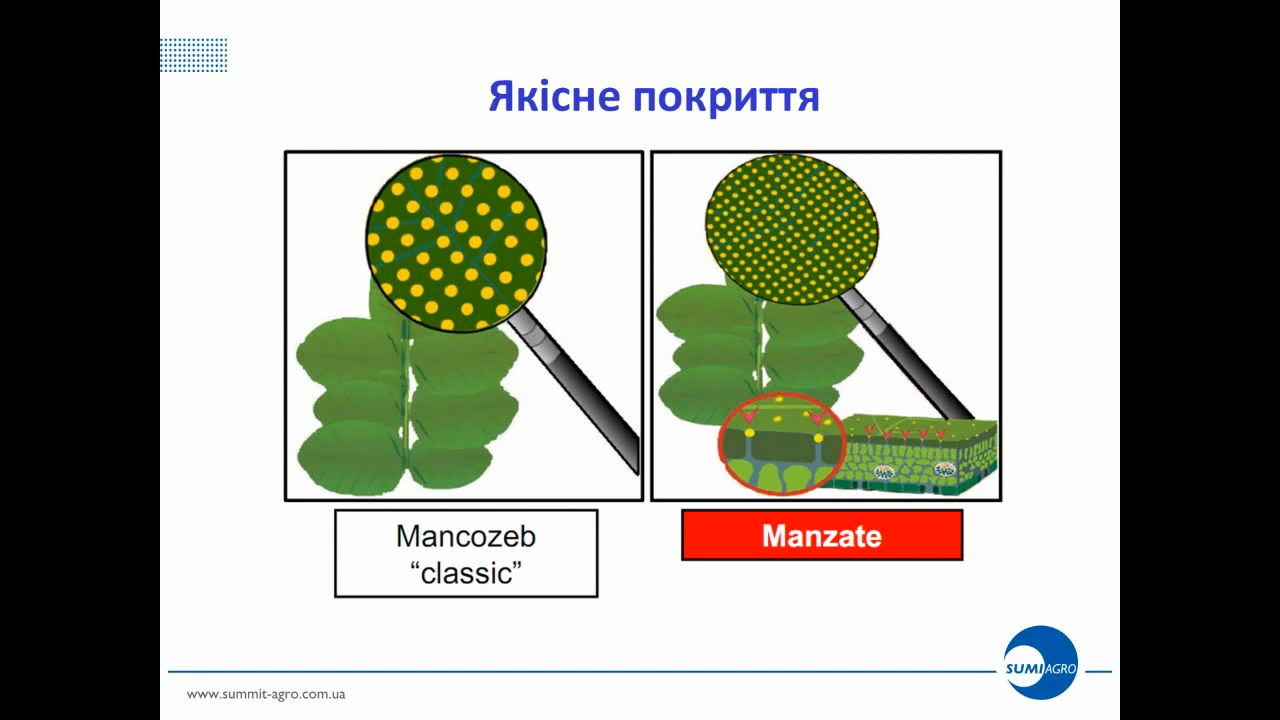 Якісне покриття
Mancozeb
“classic”
Manzate
SUMIAGRO
www.summit-agro.com.ua